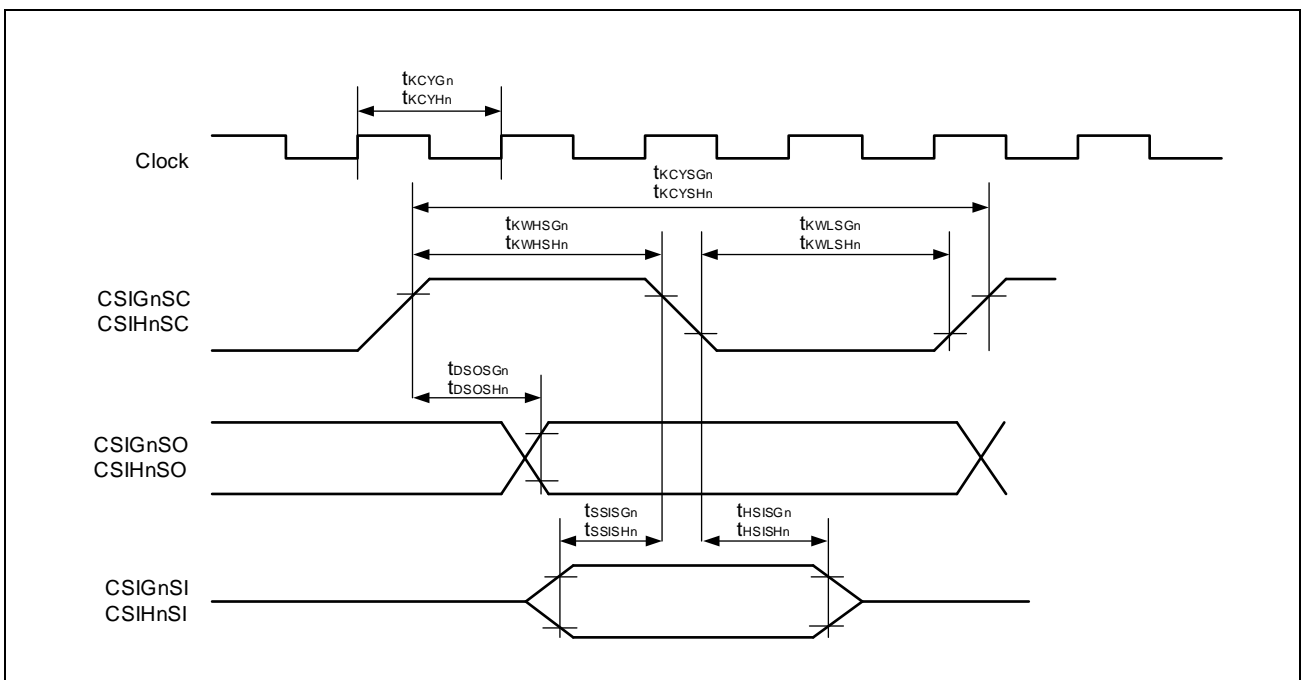 tKCYGn
tKCYHn
Clock
tKCYSGn
tKCYSHn
tKWHSGn
tKWHSHn
tKWLSGn
tKWLSHn
CSIGnSC
CSIHnSC
tDSOSGn
tDSOSHn
CSIGnSO
CSIHnSO
tSSISGn
tSSISHn
tHSISGn
tHSISHn
CSIGnSI
CSIHnSI